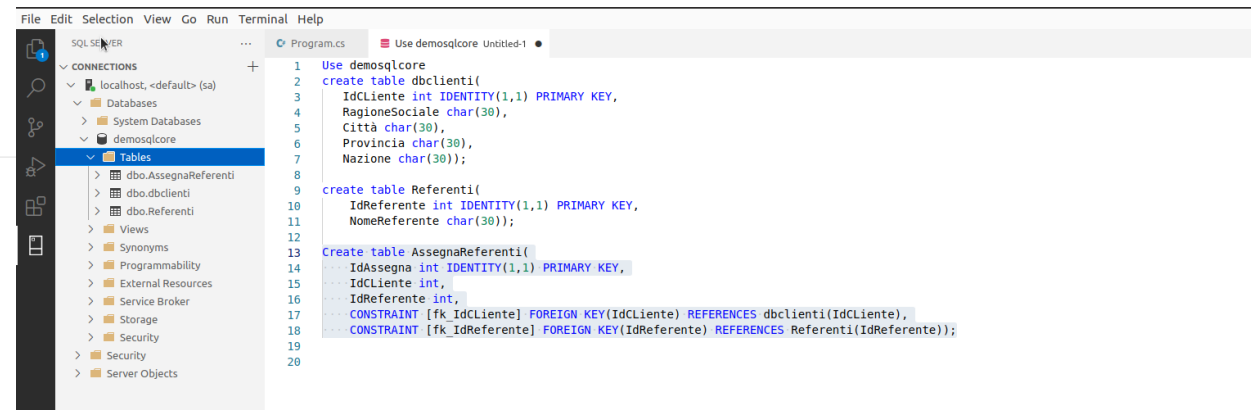 File Edit Selection View Go Run Terminal Help
SQL SERVER ...
Program.cs
Use demosqlcore Untitled-1
CONNECTIONS
localhost, <default> (sa)
Databases
System Databases
demosqlcore
Tables
dbo.AssegnaReferenti
dbo.dbclienti
dbo.Referenti
Views
Synonyms
Programmability
External Resources
Service Broker
Storage
Security
Security
Server Objects
1
1 Use demosqlcore
2 create table dbclienti(
3 IdCLiente int IDENTITY(1,1) PRIMARY KEY,
4 RagioneSociale char(30),
5 Città char(30),
6 Provincia char(30),
7 Nazione char(30));
8
9 create table Referenti(
10 IdReferente int IDENTITY(1,1) PRIMARY KEY,
11 NomeReferente char(30));
12
13 Create table AssegnaReferenti(
14 IdAssegna int IDENTITY(1,1) PRIMARY KEY,
15 IdCLiente int,
16 IdReferente int,
17 CONSTRAINT [fk_IdCLiente] FOREIGN KEY(IdCLiente) REFERENCES dbclienti(IdCLiente),
18 CONSTRAINT [fk_IdReferente] FOREIGN KEY(IdReferente) REFERENCES Referenti(IdReferente));
19
20